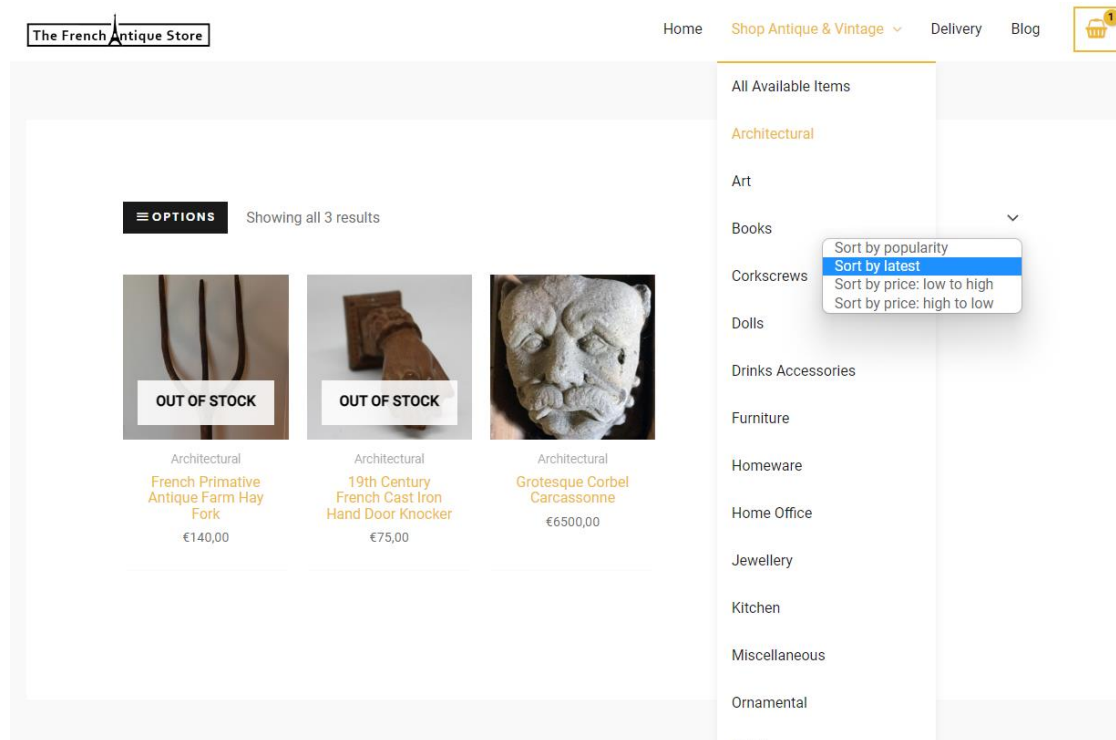 The French Antique Store
Home
Shop Antique & Vintage
Delivery
Blog
1
All Available Items
Architectural
Art
Books
Corkscrews
Dolls
Drinks Accessories
Furniture
Homeware
Home Office
Jewellery
Kitchen
Miscellaneous
Ornamental
OPTIONS
Showing all 3 results
Sort by popularity
Sort by latest
Sort by price: low to high
Sort by price: high to low
OUT OF STOCK
Architectural
French Primative
Antique Farm Hay
Fork
€140,00
OUT OF STOCK
Architectural
19th Century
French Cast Iron
Hand Door Knocker
€75,00
Architectural
Grotesque Corbel
Carcassonne
€6500,00